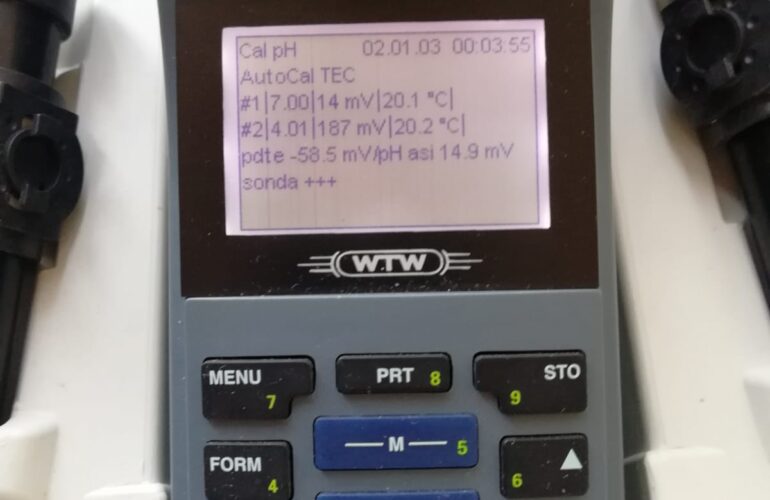 Cal pH 02.01.03 00:03:55
AutoCal TEC
#1|7.00|14 mV|20.1 °C|
#2|4.01|187 mV|20.2 °C|
pdte -58.5 mV/pH asi 14.9 mV
sonda +++
WTW
MENU 7
PRT 8
STO 9
M 5
FORM 4
▲ 6